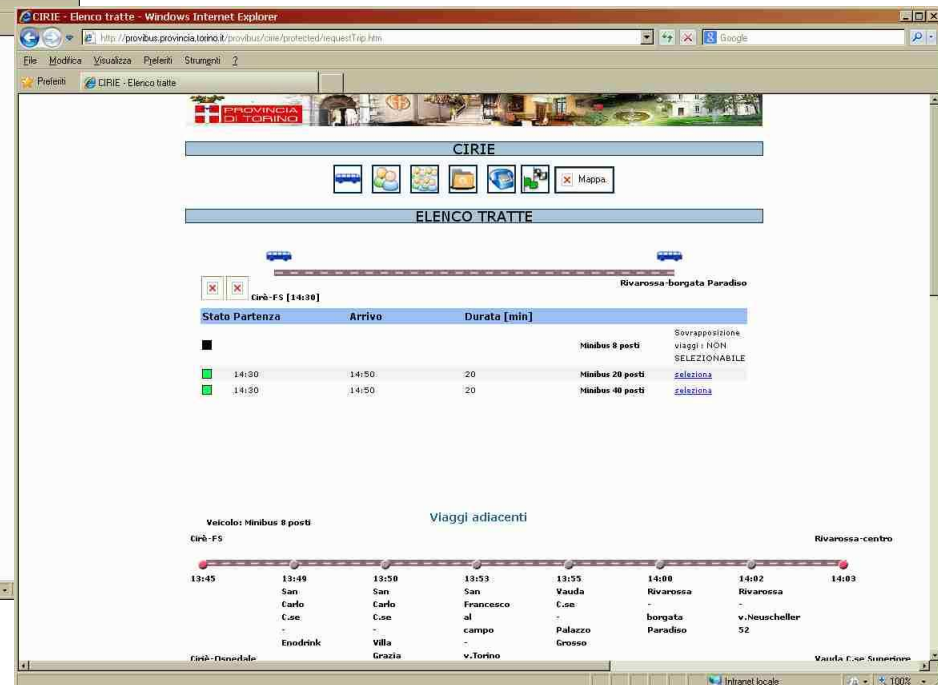 CIRIE - Elenco tratte - Windows Internet Explorer
http://provibus.provincia.torino.it/provibus/cirie/protected/requestTrip.htm
Google
File Modifica Visualizza Preferiti Strumenti ?
Preferiti CIRIE - Elenco tratte
PROVINCIA
DI TORINO
CIRIE
Mappa
ELENCO TRATTE
Rivarossa-borgata Paradiso
Cirè-FS [14:30]
Stato Partenza Arrivo Durata [min]
Minibus 8 posti Sovrapposizione
viaggi : NON
SELEZIONABILE
14:30 14:50 20 Minibus 20 posti seleziona
14:30 14:50 20 Minibus 40 posti seleziona
Viaggi adiacenti
Veicolo: Minibus 8 posti
Cirè-FS Rivarossa-centro
13:45 13:49 13:50 13:53 13:55 14:00 14:02 14:03
San San San Vauda Rivarossa Rivarossa
Carlo Carlo Francesco C.se - -
C.se C.se al - borgata v.Neuscheller
- - campo Palazzo Paradiso 52
Enodrink Villa - Grosso
Grazia v.Torino
Ciriè-Ospedale Vauda C.se Superiore
Intranet locale 100%